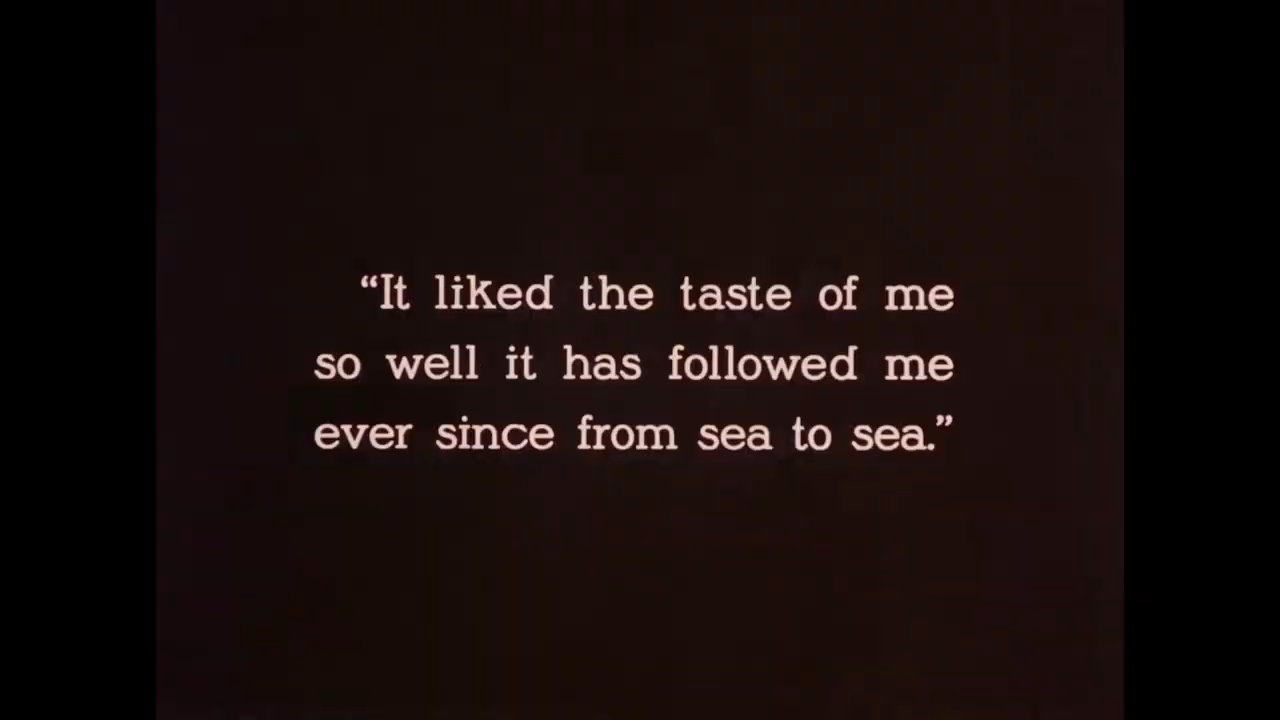 “It liked the taste of me
so well it has followed me
ever since from sea to sea.”